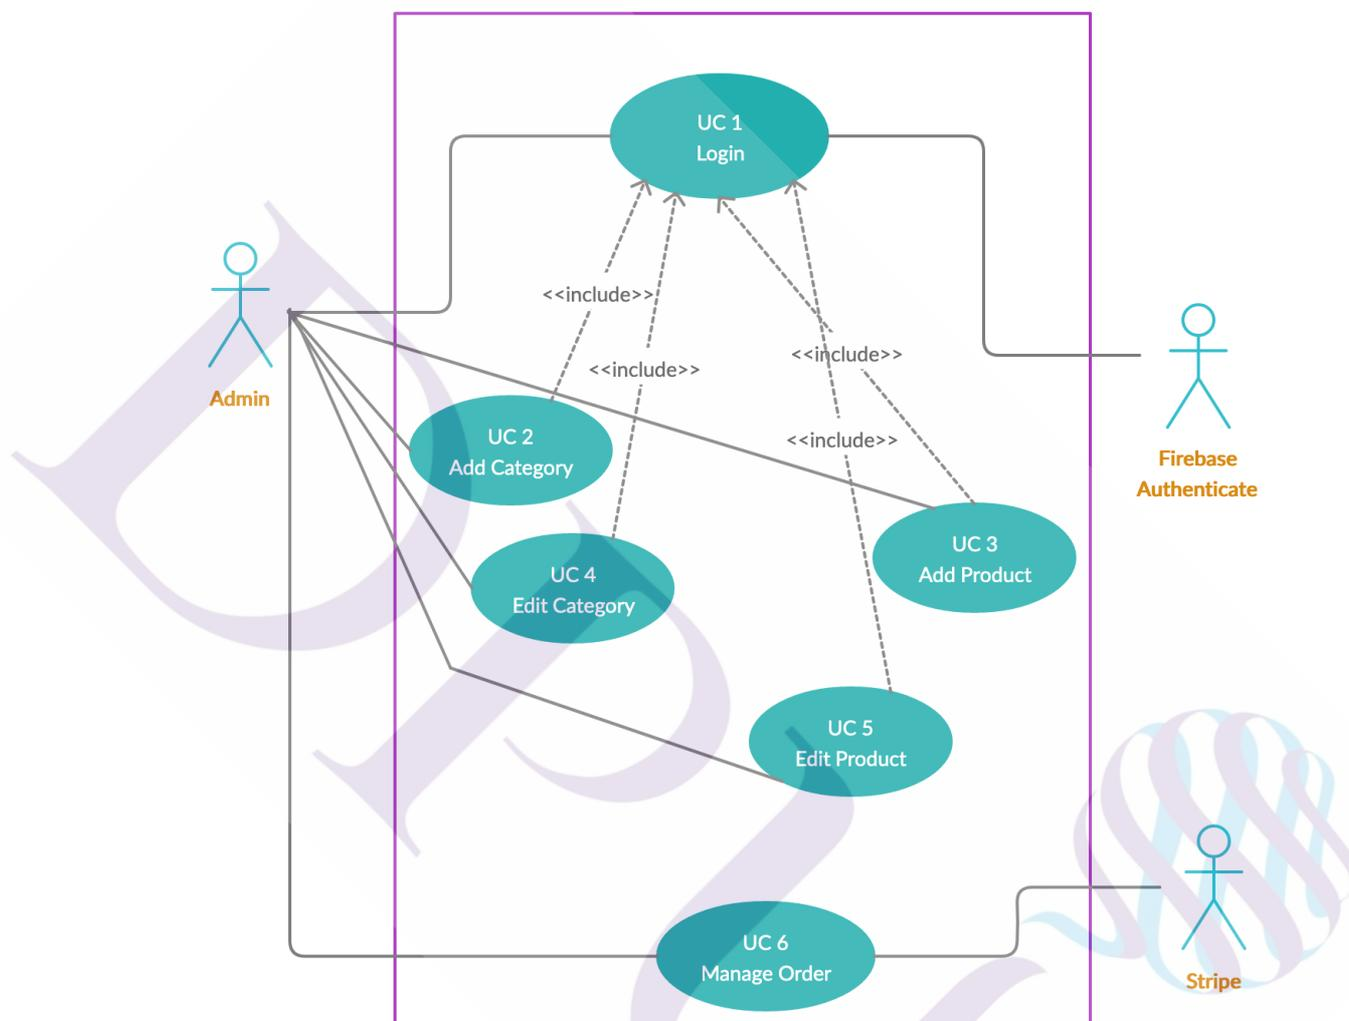 UC 1
Login
<<include>>
<<include>>
<<include>>
Admin
UC 2
Add Category
<<include>>
Firebase
Authenticate
UC 3
Add Product
UC 4
Edit Category
UC 5
Edit Product
UC 6
Manage Order
Stripe